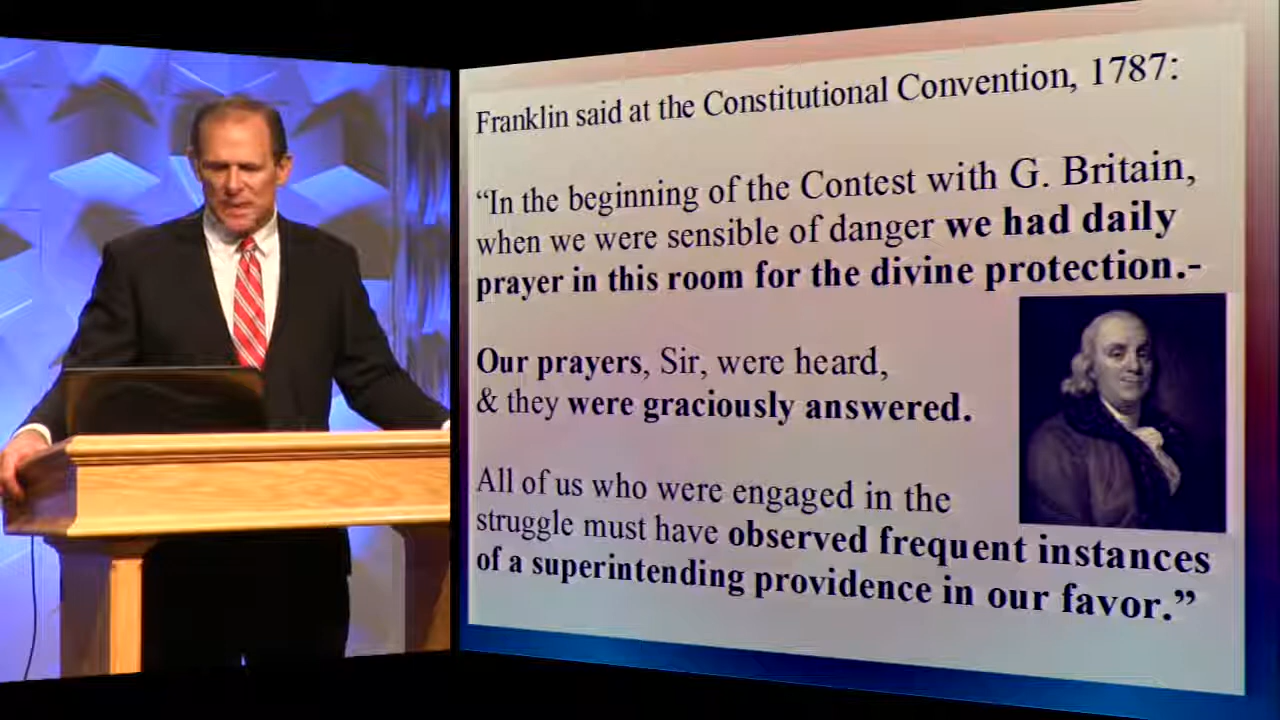 Franklin said at the Constitutional Convention, 1787:
“In the beginning of the Contest with G. Britain,
when we were sensible of danger we had daily
prayer in this room for the divine protection.-
Our prayers, Sir, were heard,
& they were graciously answered.
All of us who were engaged in the
struggle must have observed frequent instances
of a superintending providence in our favor.”